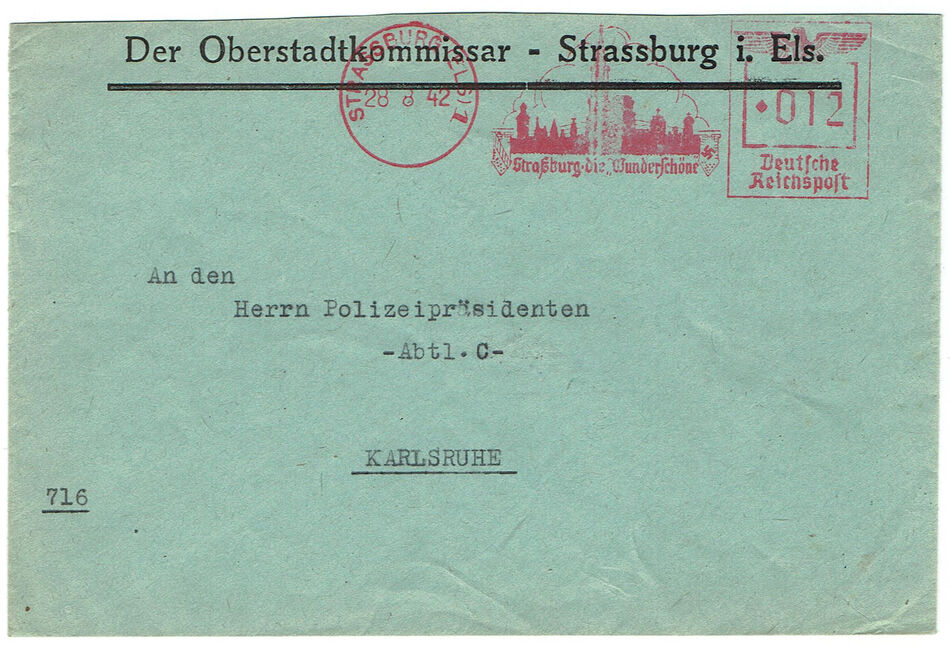 Der Oberstadtkommissar - Strassburg i. Els.
STRASSBURG (ELS) 1
28 8 42
Straßburg·die „Wunderschöne"
·012
Deutsche
Reichspost
An den
Herrn Polizeipräsidenten
-Abtl.C-
KARLSRUHE
716